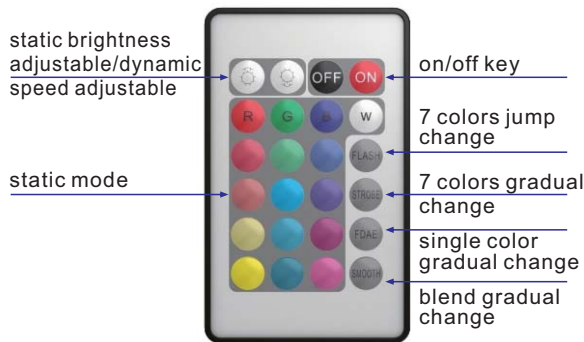 static brightness
adjustable/dynamic
speed adjustable
static mode
OFF ON
R G B W
FLASH
STROBE
FDAE
SMOOTH
on/off key
7 colors jump
change
7 colors gradual
change
single color
gradual change
blend gradual
change